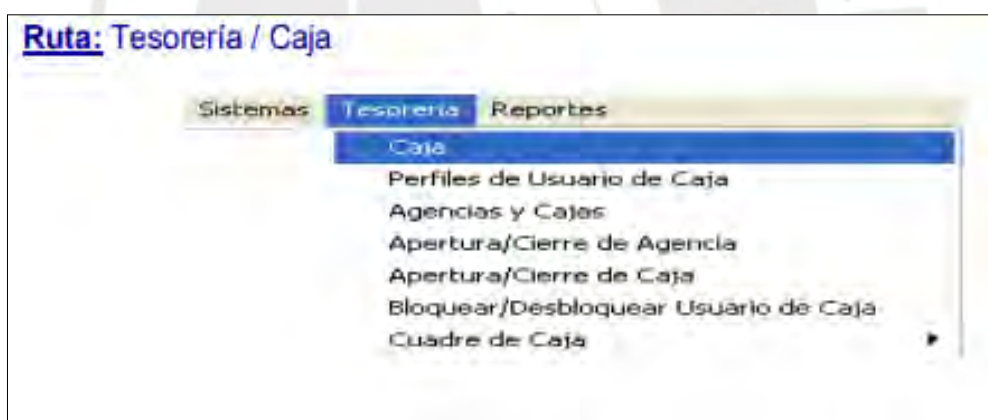 Ruta: Tesorería / Caja
Sistemas Tesorería Reportes
Caja
Perfiles de Usuario de Caja
Agencias y Cajas
Apertura/Cierre de Agencia
Apertura/Cierre de Caja
Bloquear/Desbloquear Usuario de Caja
Cuadre de Caja